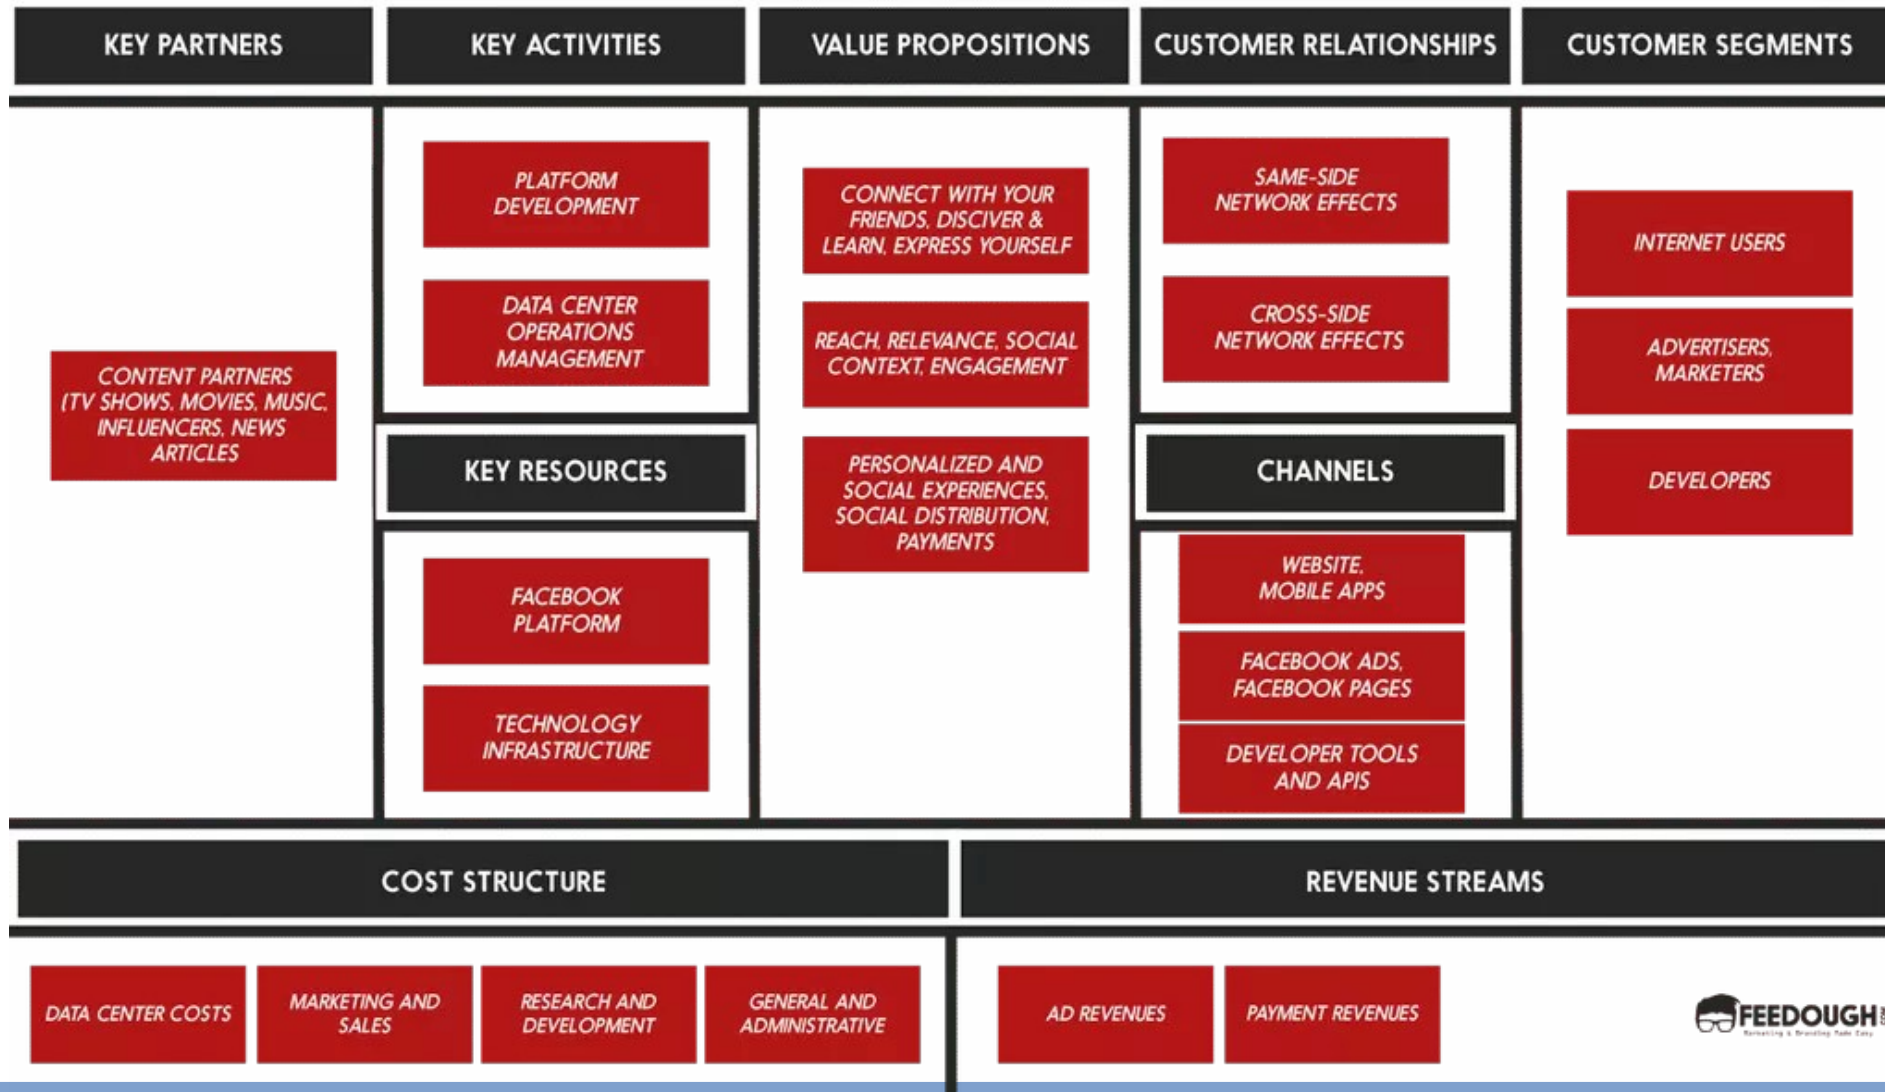 KEY PARTNERS
KEY ACTIVITIES
VALUE PROPOSITIONS
CUSTOMER RELATIONSHIPS
CUSTOMER SEGMENTS
CONTENT PARTNERS
(TV SHOWS, MOVIES, MUSIC,
INFLUENCERS, NEWS
ARTICLES
PLATFORM
DEVELOPMENT
DATA CENTER
OPERATIONS
MANAGEMENT
KEY RESOURCES
FACEBOOK
PLATFORM
TECHNOLOGY
INFRASTRUCTURE
CONNECT WITH YOUR
FRIENDS, DISCIVER &
LEARN, EXPRESS YOURSELF
REACH, RELEVANCE, SOCIAL
CONTEXT, ENGAGEMENT
PERSONALIZED AND
SOCIAL EXPERIENCES,
SOCIAL DISTRIBUTION,
PAYMENTS
SAME-SIDE
NETWORK EFFECTS
CROSS-SIDE
NETWORK EFFECTS
CHANNELS
WEBSITE,
MOBILE APPS
FACEBOOK ADS,
FACEBOOK PAGES
DEVELOPER TOOLS
AND APIS
INTERNET USERS
ADVERTISERS,
MARKETERS
DEVELOPERS
COST STRUCTURE
DATA CENTER COSTS
MARKETING AND
SALES
RESEARCH AND
DEVELOPMENT
GENERAL AND
ADMINISTRATIVE
REVENUE STREAMS
AD REVENUES
PAYMENT REVENUES
FEEDOUGH
.COM
Marketing & Branding Made Easy